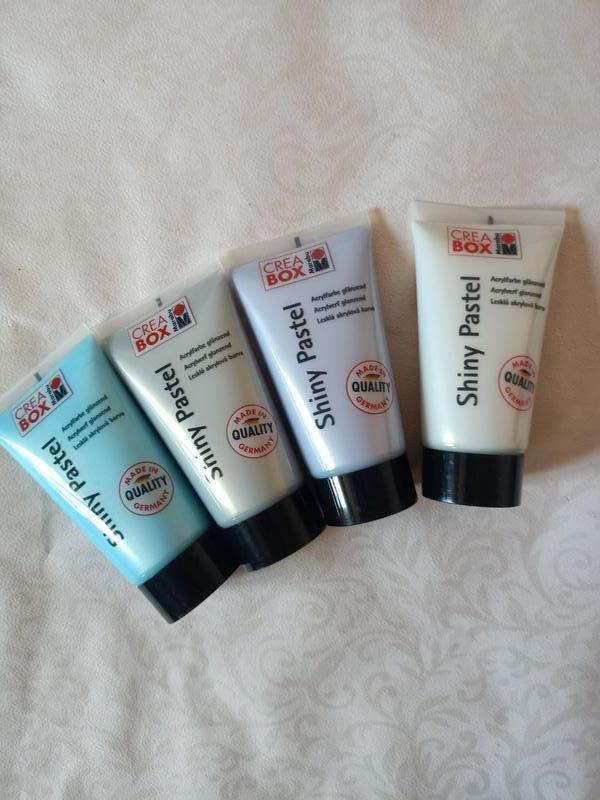 CREA
BOX
Marabu
Shiny Pastel
Acrylfarbe glänzend
Acrylverf glanzend
Lesklá akrylová barva
MADE IN
QUALITY
GERMANY
CREA
BOX
Marabu
Shiny Pastel
Acrylfarbe glänzend
Acrylverf glanzend
Lesklá akrylová barva
MADE IN
QUALITY
GERMANY
CREA
BOX
Marabu
Shiny Pastel
Acrylfarbe glänzend
Acrylverf glanzend
Lesklá akrylová barva
MADE IN
QUALITY
GERMANY
CREA
BOX
Marabu
Shiny Pastel
Acrylfarbe glänzend
Acrylverf glanzend
Lesklá akrylová barva
MADE IN
QUALITY
GERMANY